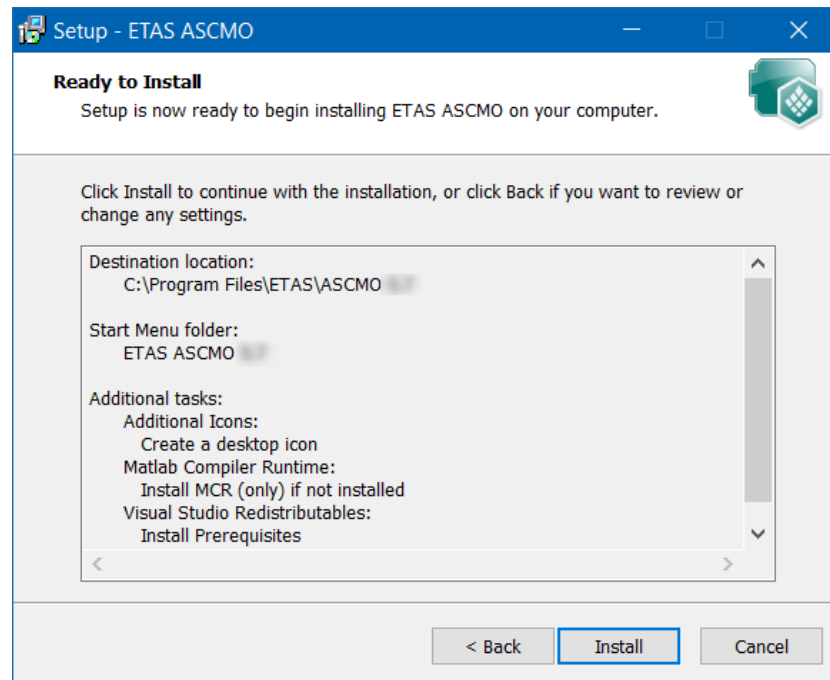 Setup - ETAS ASCMO
Ready to Install
Setup is now ready to begin installing ETAS ASCMO on your computer.
Click Install to continue with the installation, or click Back if you want to review or
change any settings.
Destination location:
C:\Program Files\ETAS\ASCMO
Start Menu folder:
ETAS ASCMO
Additional tasks:
Additional Icons:
Create a desktop icon
Matlab Compiler Runtime:
Install MCR (only) if not installed
Visual Studio Redistributables:
Install Prerequisites
< Back
Install
Cancel